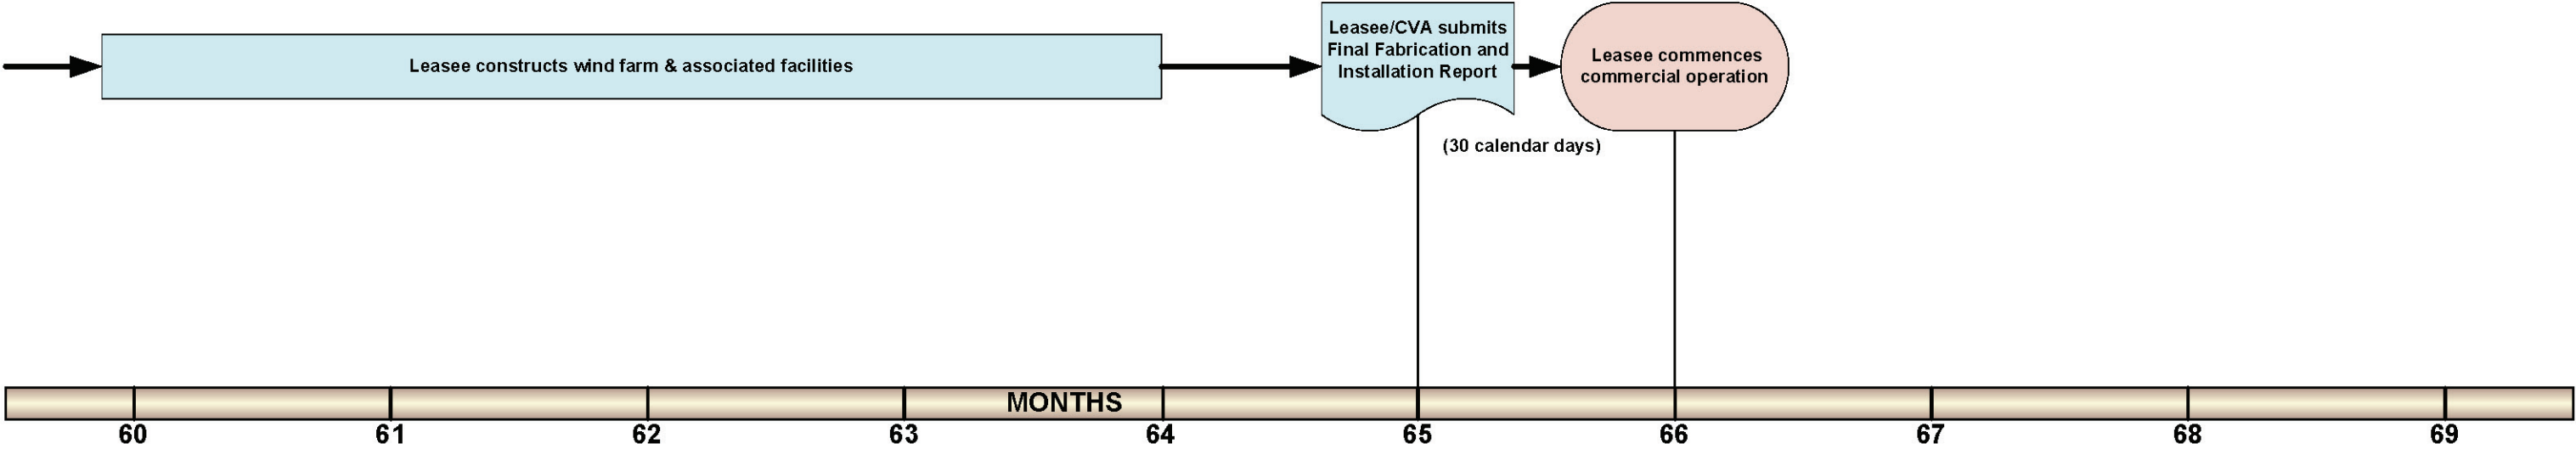 Leasee constructs wind farm & associated facilities
Leasee/CVA submits
Final Fabrication and
Installation Report
Leasee commences
commercial operation
(30 calendar days)
MONTHS
60 61 62 63 64 65 66 67 68 69